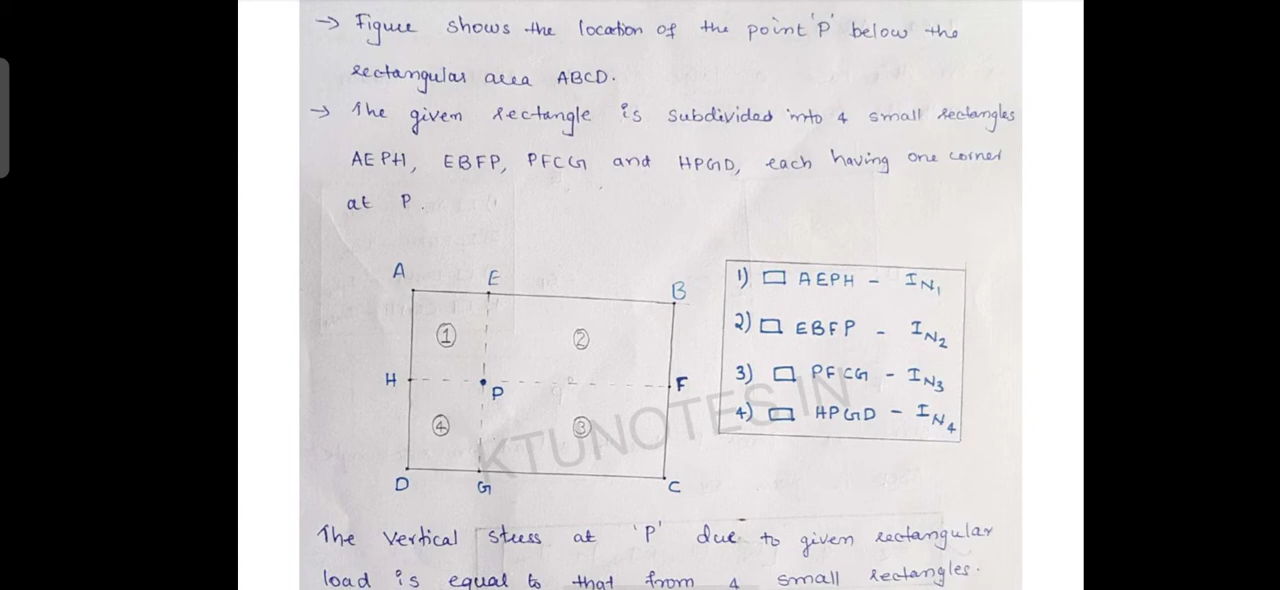 → Figure shows the location of the point 'P' below the
rectangular area ABCD.
→ The given rectangle is subdivided into 4 small rectangles
AEPH, EBFP, PFCG and HPGD, each having one corner
at P.
A E B
① ②
H P F
④ ③
D G C
1) ▭ AEPH - IN₁
2) ▭ EBFP - IN₂
3) ▭ PFCG - IN₃
4) ▭ HPGD - IN₄
KTUNOTES.IN
The vertical stress at 'P' due to given rectangular
load is equal to that from 4 small rectangles.